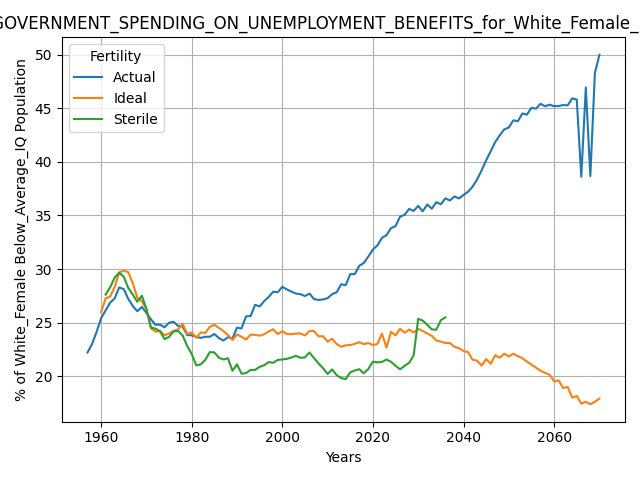 GOVERNMENT_SPENDING_ON_UNEMPLOYMENT_BENEFITS_for_White_Female_
Fertility
Actual
Ideal
Sterile
% of White_Female Below_Average_IQ Population
50
45
40
35
30
25
20
1960
1980
2000
2020
2040
2060
Years